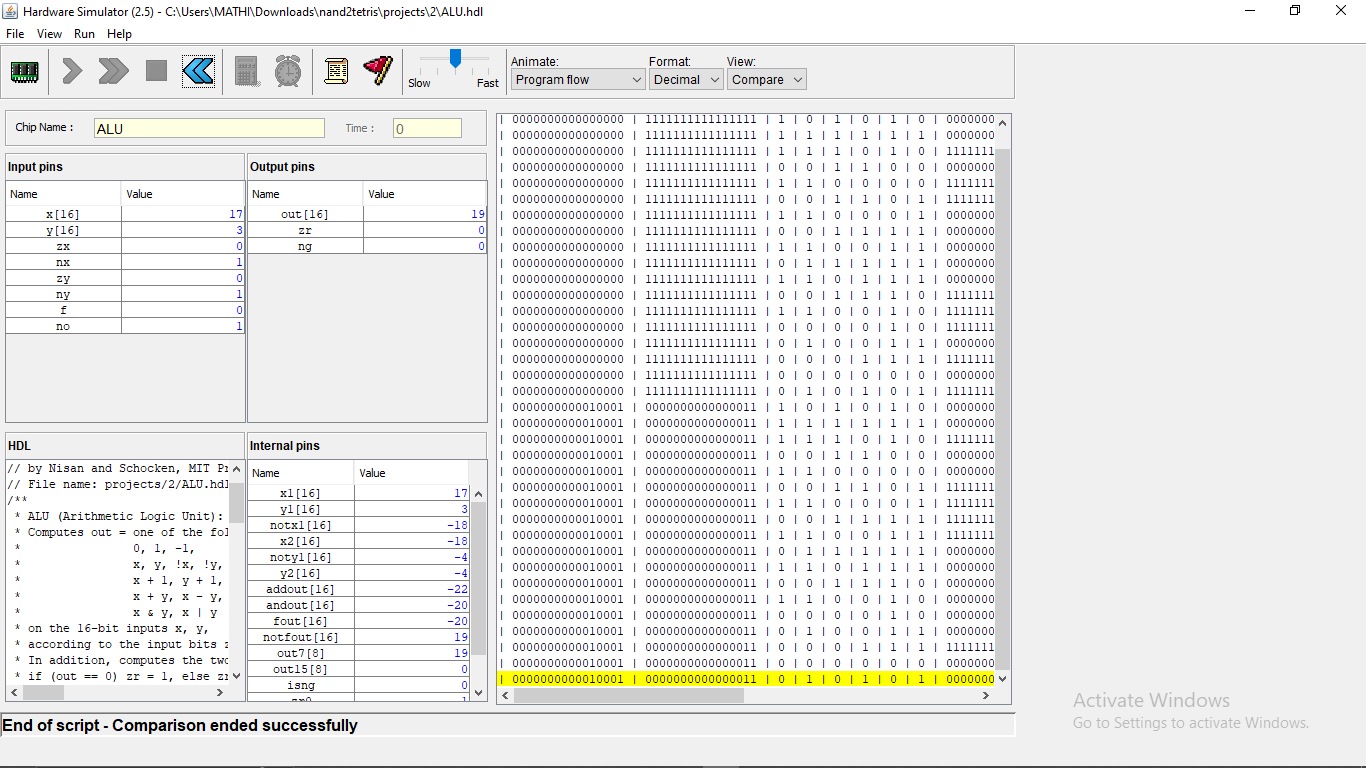 Hardware Simulator (2.5) - C:\Users\MATHI\Downloads\nand2tetris\projects\2\ALU.hdl
File View Run Help
Slow Fast
Animate: Format: View:
Program flow Decimal Compare
Chip Name : ALU Time : 0
Input pins
Name Value
x[16] 17
y[16] 3
zx 0
nx 1
zy 0
ny 1
f 0
no 1
Output pins
Name Value
out[16] 19
zr 0
ng 0
HDL
// by Nisan and Schocken, MIT Pr
// File name: projects/2/ALU.hdl
/**
* ALU (Arithmetic Logic Unit):
* Computes out = one of the fol
* 0, 1, -1,
* x, y, !x, !y,
* x + 1, y + 1,
* x + y, x - y,
* x & y, x | y
* on the 16-bit inputs x, y,
* according to the input bits z
* In addition, computes the two
* if (out == 0) zr = 1, else zr
Internal pins
Name Value
x1[16] 17
y1[16] 3
notx1[16] -18
x2[16] -18
noty1[16] -4
y2[16] -4
addout[16] -22
andout[16] -20
fout[16] -20
notfout[16] 19
out7[8] 19
out15[8] 0
isng 0
zr0 1
| 0000000000000000 | 1111111111111111 | 1 | 0 | 1 | 0 | 1 | 0 | 0000000
| 0000000000000000 | 1111111111111111 | 1 | 1 | 1 | 1 | 1 | 1 | 0000000
| 0000000000000000 | 1111111111111111 | 1 | 1 | 1 | 0 | 1 | 0 | 1111111
| 0000000000000000 | 1111111111111111 | 0 | 0 | 1 | 1 | 0 | 0 | 0000000
| 0000000000000000 | 1111111111111111 | 1 | 1 | 0 | 0 | 0 | 0 | 1111111
| 0000000000000000 | 1111111111111111 | 0 | 0 | 1 | 1 | 0 | 1 | 1111111
| 0000000000000000 | 1111111111111111 | 1 | 1 | 0 | 0 | 0 | 1 | 0000000
| 0000000000000000 | 1111111111111111 | 0 | 0 | 1 | 1 | 1 | 1 | 0000000
| 0000000000000000 | 1111111111111111 | 1 | 1 | 0 | 0 | 1 | 1 | 0000000
| 0000000000000000 | 1111111111111111 | 0 | 1 | 1 | 1 | 1 | 1 | 0000000
| 0000000000000000 | 1111111111111111 | 1 | 1 | 0 | 1 | 1 | 1 | 0000000
| 0000000000000000 | 1111111111111111 | 0 | 0 | 1 | 1 | 1 | 0 | 1111111
| 0000000000000000 | 1111111111111111 | 1 | 1 | 0 | 0 | 1 | 0 | 1111111
| 0000000000000000 | 1111111111111111 | 0 | 0 | 0 | 0 | 1 | 0 | 1111111
| 0000000000000000 | 1111111111111111 | 0 | 1 | 0 | 0 | 1 | 1 | 0000000
| 0000000000000000 | 1111111111111111 | 0 | 0 | 0 | 1 | 1 | 1 | 1111111
| 0000000000000000 | 1111111111111111 | 0 | 0 | 0 | 0 | 0 | 0 | 0000000
| 0000000000000000 | 1111111111111111 | 0 | 1 | 0 | 1 | 0 | 1 | 1111111
| 0000000000010001 | 0000000000000011 | 1 | 0 | 1 | 0 | 1 | 0 | 0000000
| 0000000000010001 | 0000000000000011 | 1 | 1 | 1 | 1 | 1 | 1 | 0000000
| 0000000000010001 | 0000000000000011 | 1 | 1 | 1 | 0 | 1 | 0 | 1111111
| 0000000000010001 | 0000000000000011 | 0 | 0 | 1 | 1 | 0 | 0 | 0000000
| 0000000000010001 | 0000000000000011 | 1 | 1 | 0 | 0 | 0 | 0 | 0000000
| 0000000000010001 | 0000000000000011 | 0 | 0 | 1 | 1 | 0 | 1 | 1111111
| 0000000000010001 | 0000000000000011 | 1 | 1 | 0 | 0 | 0 | 1 | 1111111
| 0000000000010001 | 0000000000000011 | 0 | 0 | 1 | 1 | 1 | 1 | 1111111
| 0000000000010001 | 0000000000000011 | 1 | 1 | 0 | 0 | 1 | 1 | 1111111
| 0000000000010001 | 0000000000000011 | 0 | 1 | 1 | 1 | 1 | 1 | 0000000
| 0000000000010001 | 0000000000000011 | 1 | 1 | 0 | 1 | 1 | 1 | 0000000
| 0000000000010001 | 0000000000000011 | 0 | 0 | 1 | 1 | 1 | 0 | 0000000
| 0000000000010001 | 0000000000000011 | 1 | 1 | 0 | 0 | 1 | 0 | 0000000
| 0000000000010001 | 0000000000000011 | 0 | 0 | 0 | 0 | 1 | 0 | 0000000
| 0000000000010001 | 0000000000000011 | 0 | 1 | 0 | 0 | 1 | 1 | 0000000
| 0000000000010001 | 0000000000000011 | 0 | 0 | 0 | 1 | 1 | 1 | 1111111
| 0000000000010001 | 0000000000000011 | 0 | 0 | 0 | 0 | 0 | 0 | 0000000
| 0000000000010001 | 0000000000000011 | 0 | 1 | 0 | 1 | 0 | 1 | 0000000
Activate Windows
Go to Settings to activate Windows.
End of script - Comparison ended successfully